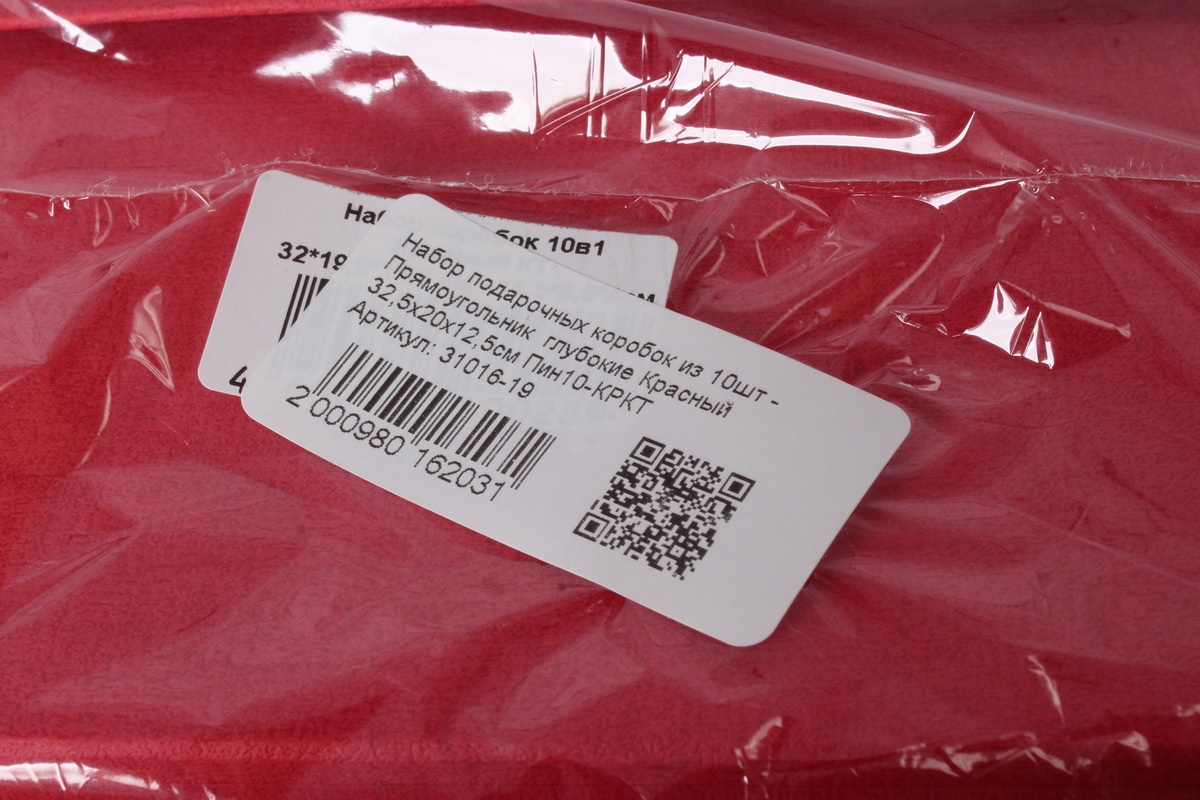 бок 10в1
32*19
Набор подарочных коробок из 10шт -
Прямоугольник глубокие Красный
32,5х20х12,5см Пин10-КРКТ
Артикул: 31016-19
2 000980 162031